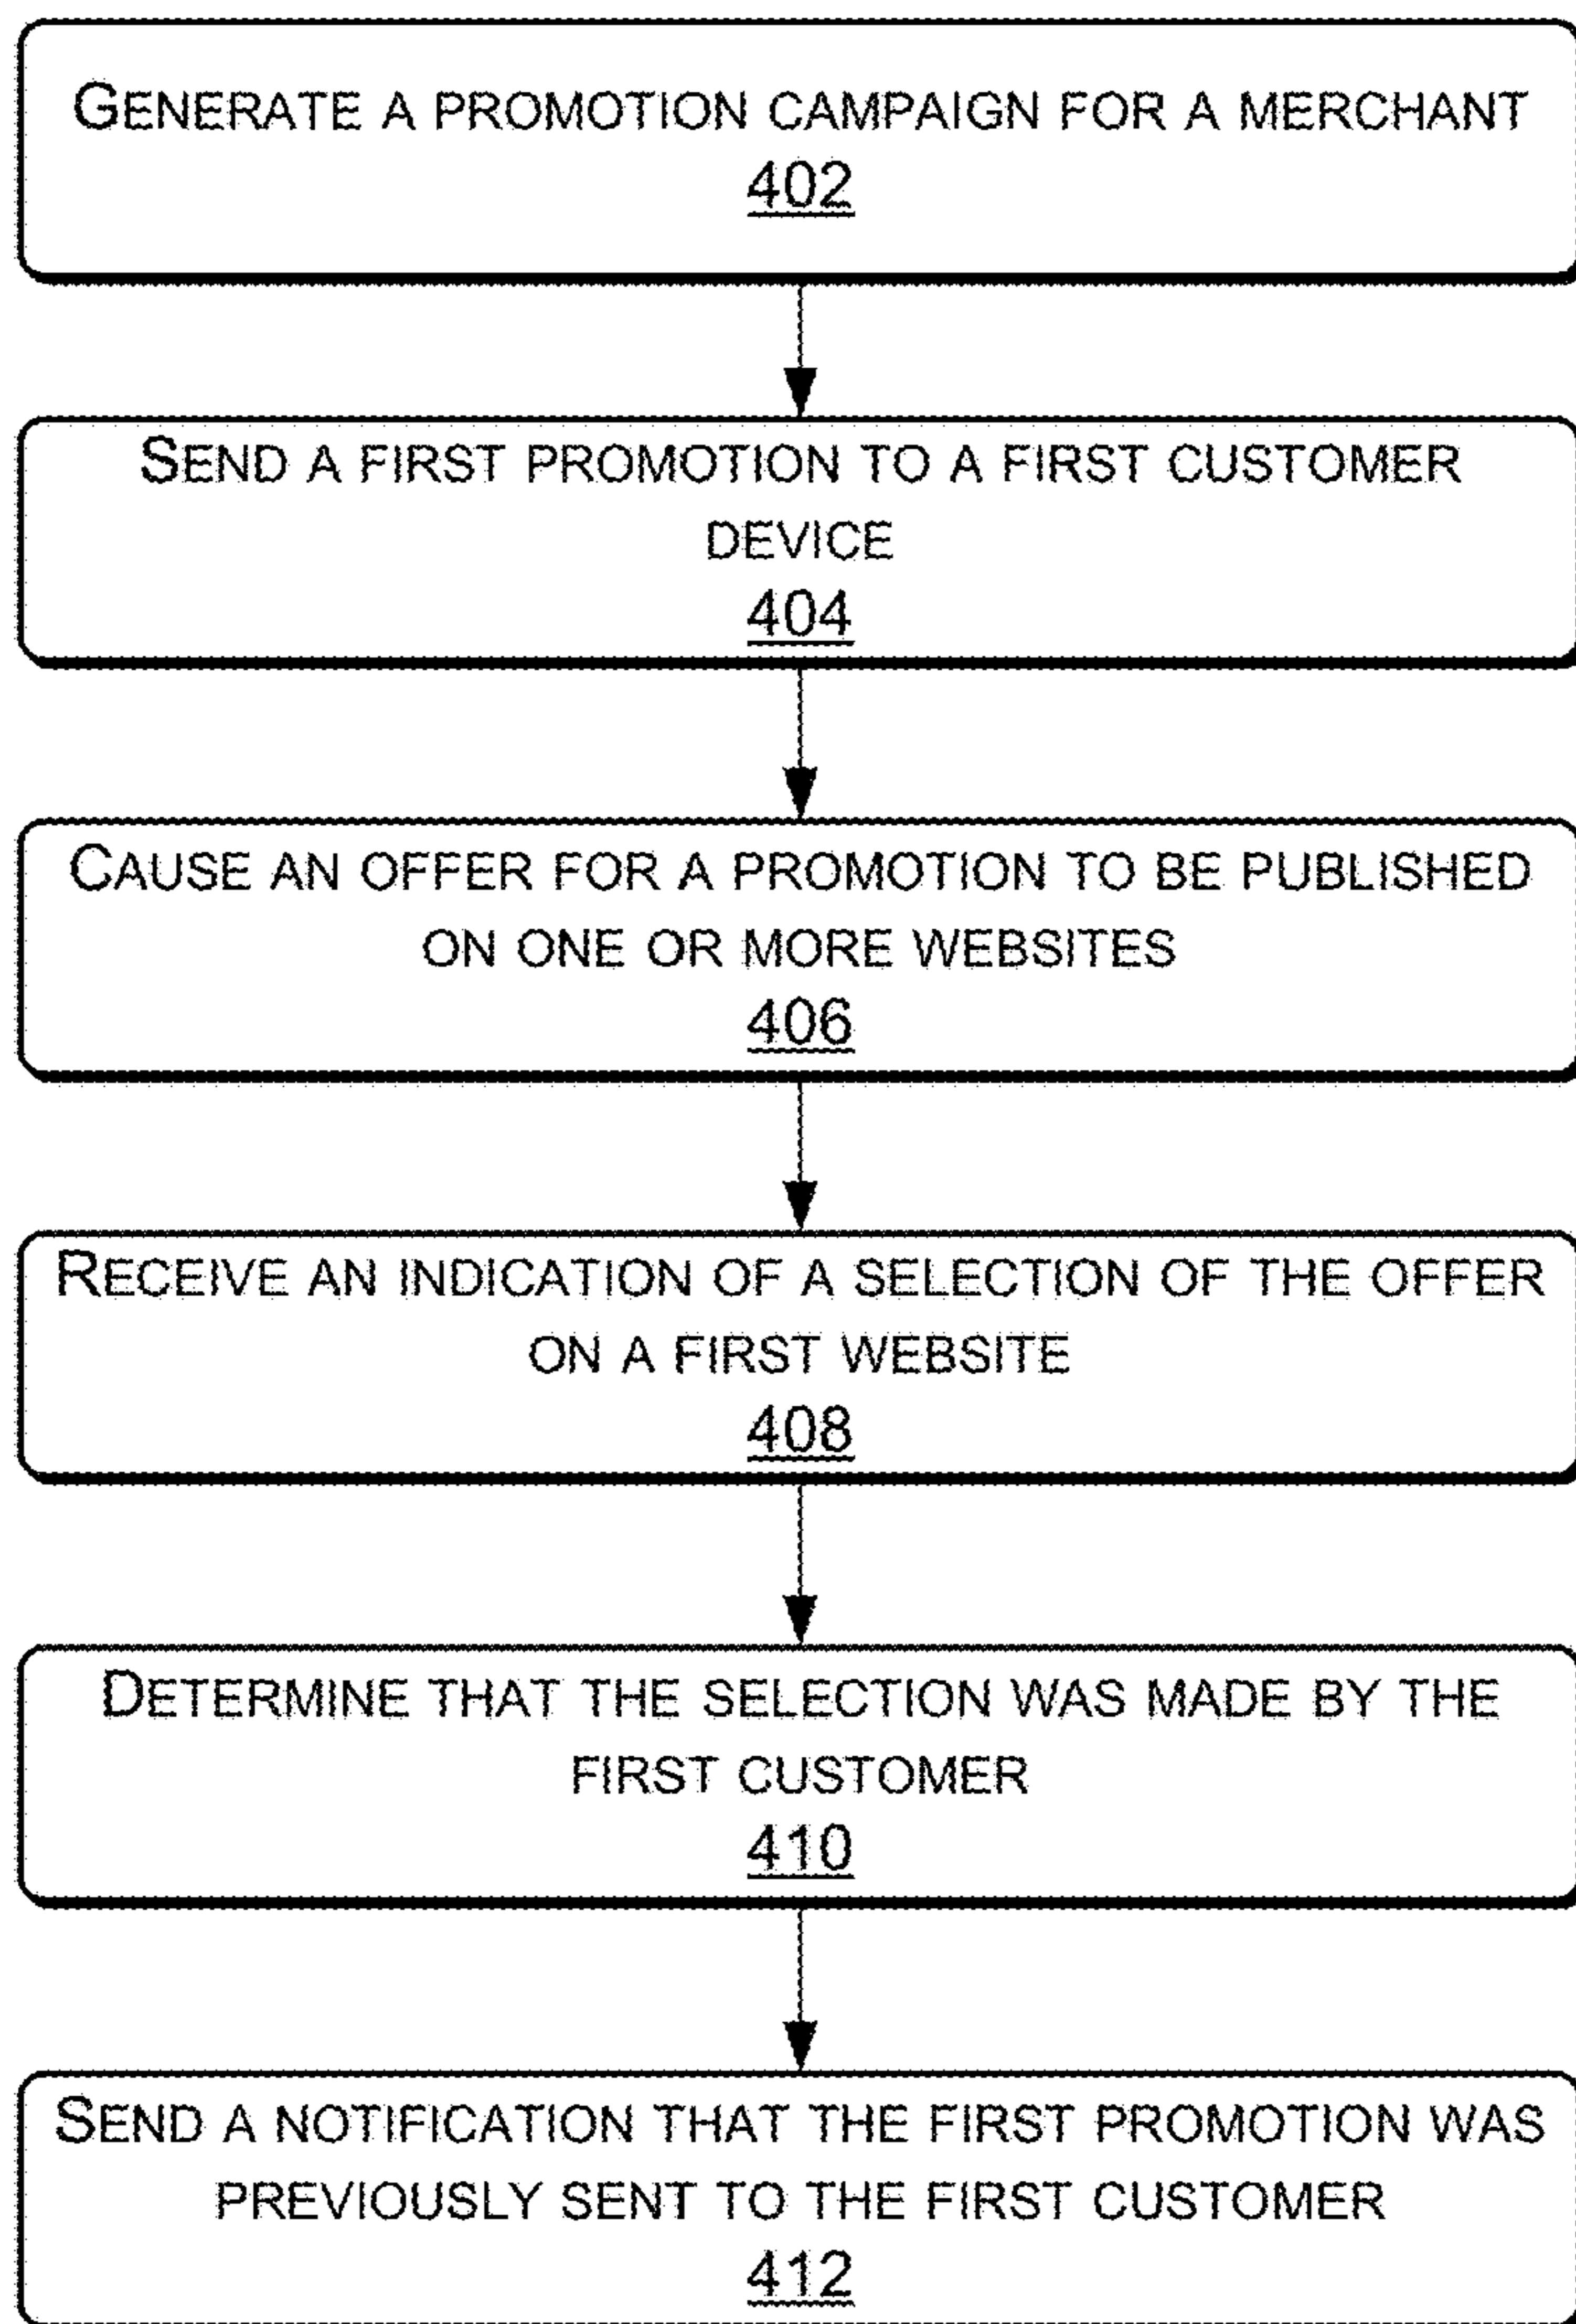 GENERATE A PROMOTION CAMPAIGN FOR A MERCHANT
402
SEND A FIRST PROMOTION TO A FIRST CUSTOMER
DEVICE
404
CAUSE AN OFFER FOR A PROMOTION TO BE PUBLISHED
ON ONE OR MORE WEBSITES
406
RECEIVE AN INDICATION OF A SELECTION OF THE OFFER
ON A FIRST WEBSITE
408
DETERMINE THAT THE SELECTION WAS MADE BY THE
FIRST CUSTOMER
410
SEND A NOTIFICATION THAT THE FIRST PROMOTION WAS
PREVIOUSLY SENT TO THE FIRST CUSTOMER
412